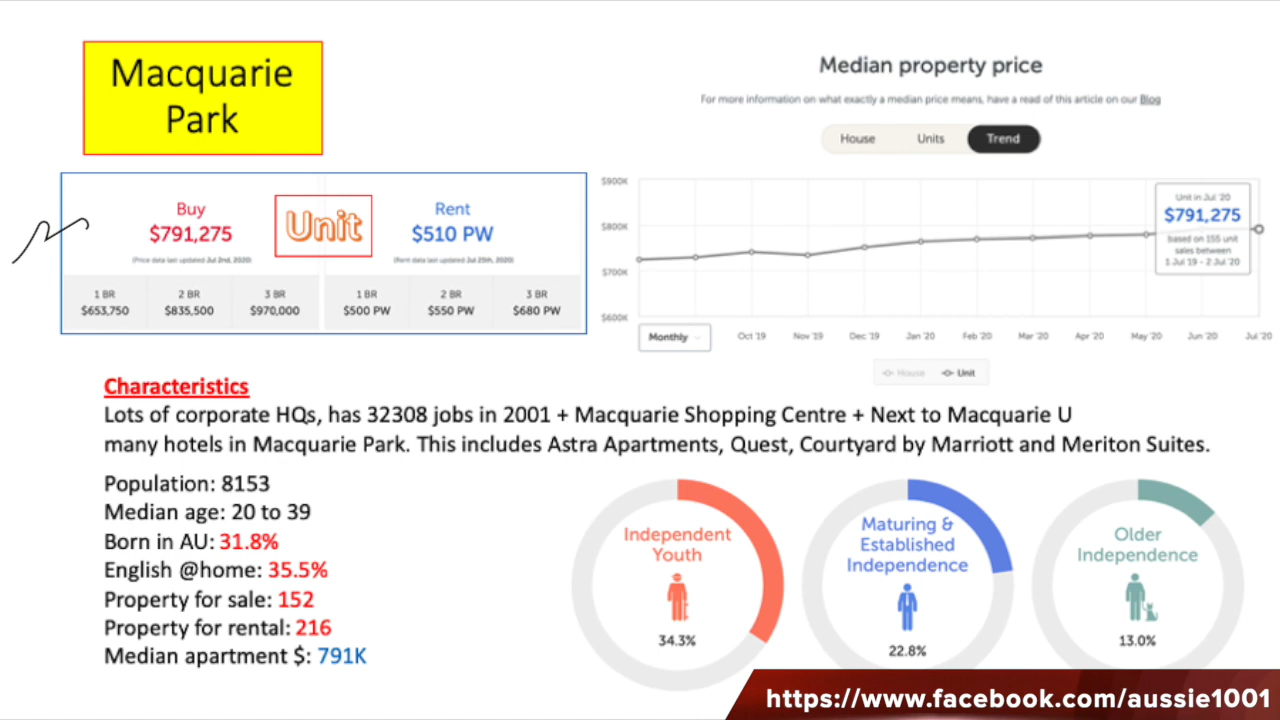 Macquarie
Park
Buy
$791,275
(Price data last updated Jul 2nd, 2020)
Unit
Rent
$510 PW
(Rent data last updated Jul 25th, 2020)
1 BR
$653,750
2 BR
$835,500
3 BR
$970,000
1 BR
$500 PW
2 BR
$550 PW
3 BR
$680 PW
Median property price
For more information on what exactly a median price means, have a read of this article on our Blog
House Units Trend
$900K
$800K
$700K
$600K
Unit in Jul '20
$791,275
based on 155 unit
sales between
1 Jul '19 - 2 Jul '20
Monthly
Oct '19 Nov '19 Dec '19 Jan '20 Feb '20 Mar '20 Apr '20 May '20 Jun '20 Jul '20
House Unit
Characteristics
Lots of corporate HQs, has 32308 jobs in 2001 + Macquarie Shopping Centre + Next to Macquarie U
many hotels in Macquarie Park. This includes Astra Apartments, Quest, Courtyard by Marriott and Meriton Suites.
Population: 8153
Median age: 20 to 39
Born in AU: 31.8%
English @home: 35.5%
Property for sale: 152
Property for rental: 216
Median apartment $: 791K
Independent
Youth
34.3%
Maturing &
Established
Independence
22.8%
Older
Independence
13.0%
https://www.facebook.com/aussie1001